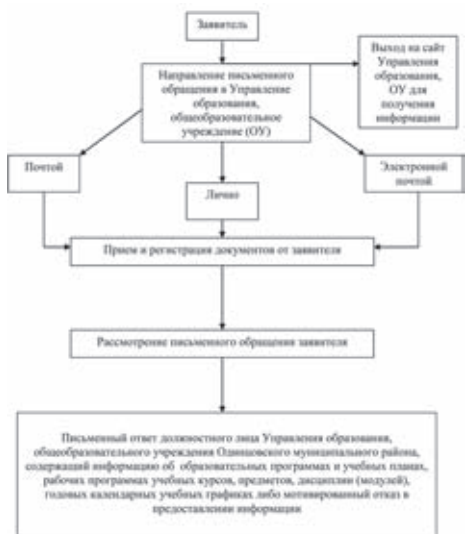 Заявитель
Направление письменного
обращения в Управление
образования,
общеобразовательное
учреждение (ОУ)
Выход на сайт
Управления
образования,
ОУ для
получения
информации
Почтой
Лично
Электронной
почтой
Прием и регистрация документов от заявителя
Рассмотрение письменного обращения заявителя
Письменный ответ должностного лица Управления образования,
общеобразовательного учреждения Одинцовского муниципального района,
содержащий информацию об образовательных программах и учебных планах,
рабочих программах учебных курсов, предметов, дисциплин (модулей),
годовых календарных учебных графиках либо мотивированный отказ в
предоставлении информации